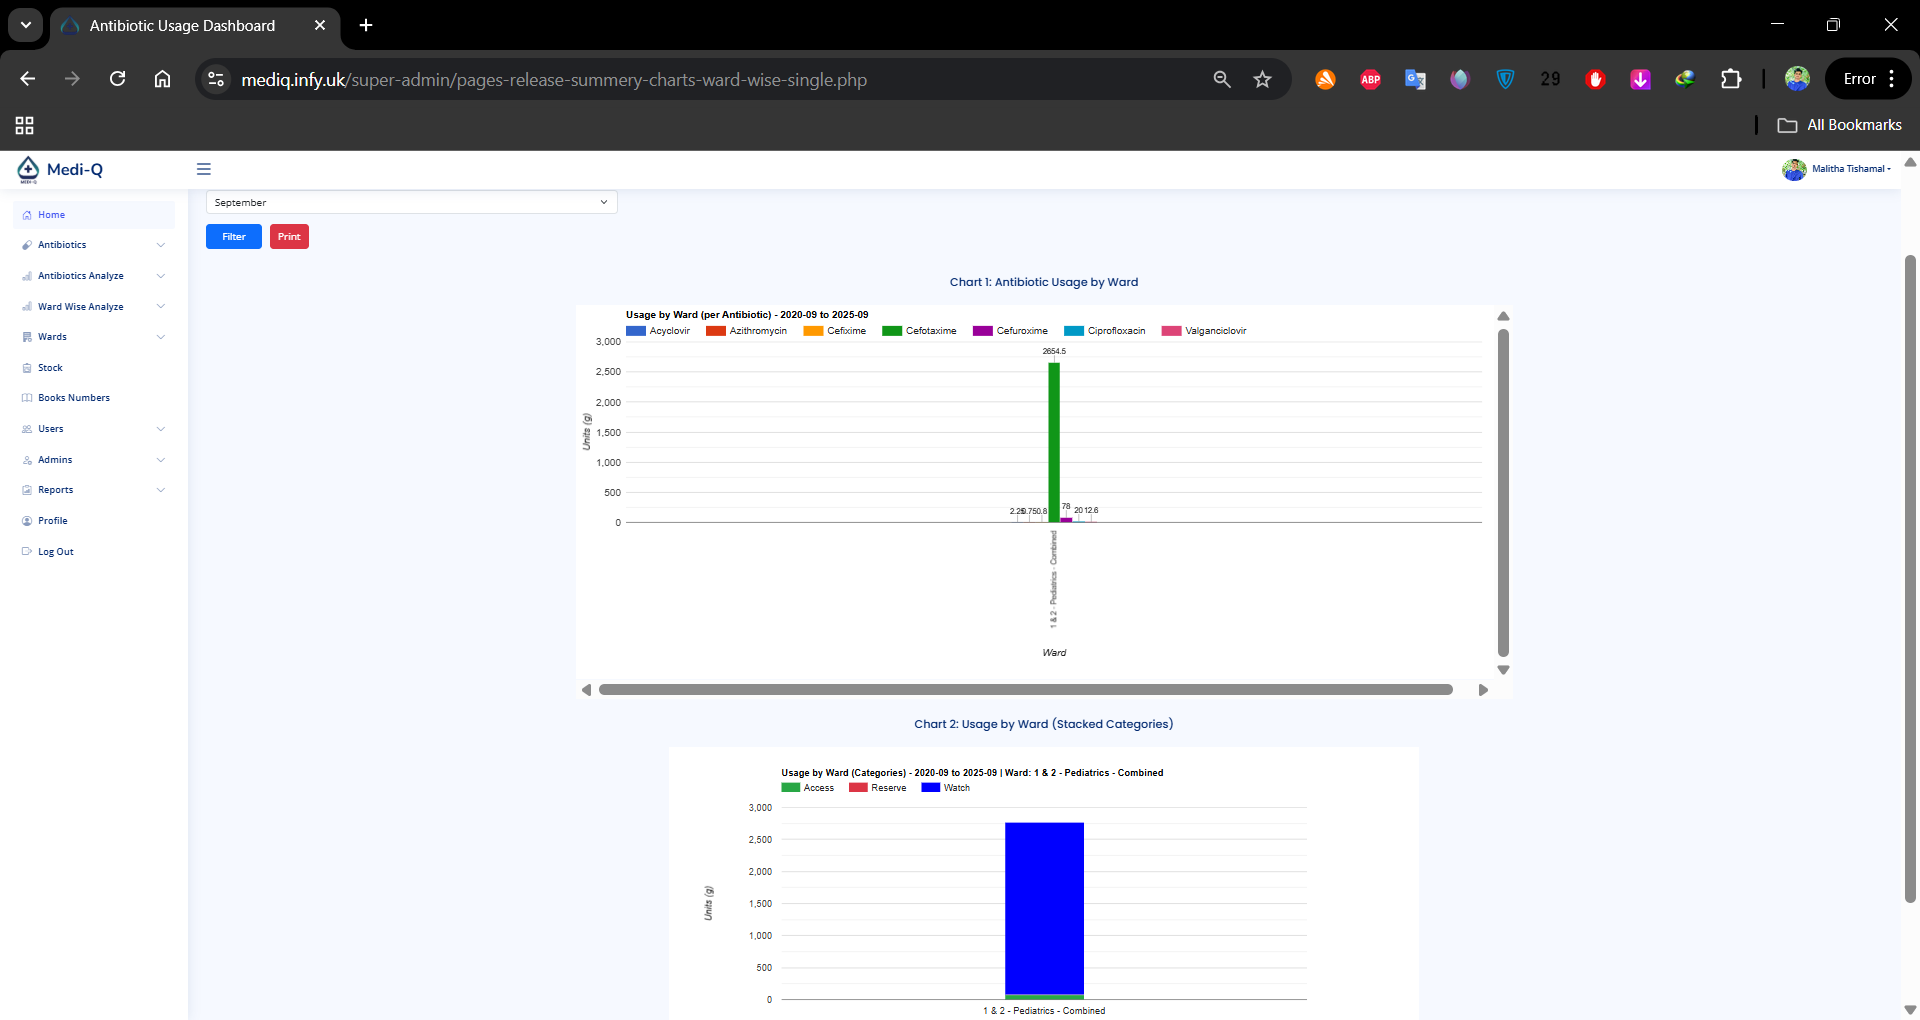 Antibiotic Usage Dashboard
mediq.infy.uk/super-admin/pages-release-summery-charts-ward-wise-single.php
ABP
29
Error
All Bookmarks
Medi-Q
Malitha Tishamal
Home
Antibiotics
Antibiotics Analyze
Ward Wise Analyze
Wards
Stock
Books Numbers
Users
Admins
Reports
Profile
Log Out
September
Filter Print
Chart 1: Antibiotic Usage by Ward
Usage by Ward (per Antibiotic) - 2020-09 to 2025-09
Acyclovir Azithromycin Cefixime Cefotaxime Cefuroxime Ciprofloxacin Valganciclovir
3,000
2,500
2,000
1,500
1,000
500
0
Units (g)
2654.5
78
20 12.6
1 & 2 - Pediatrics - Combined
Ward
Chart 2: Usage by Ward (Stacked Categories)
Usage by Ward (Categories) - 2020-09 to 2025-09 | Ward: 1 & 2 - Pediatrics - Combined
Access Reserve Watch
3,000
2,500
2,000
1,500
1,000
500
0
Units (g)
1 & 2 - Pediatrics - Combined